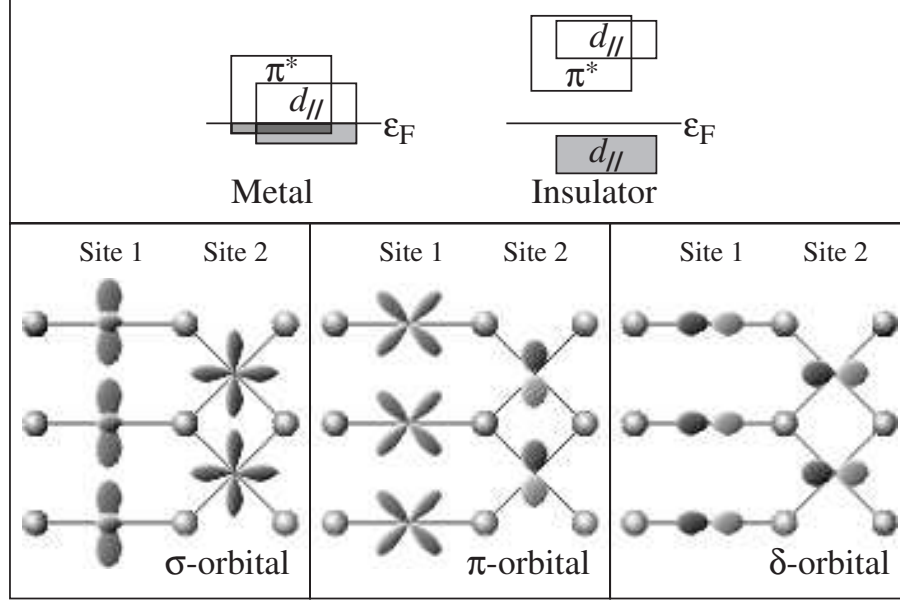 π* d// 
d// π*
εF εF
d//
Metal Insulator
Site 1 Site 2 Site 1 Site 2 Site 1 Site 2
σ-orbital π-orbital δ-orbital